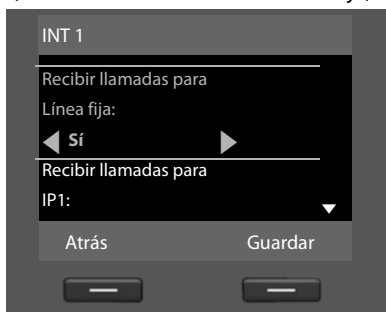 INT 1
Recibir llamadas para
Línea fija:
Sí
Recibir llamadas para
IP1:
Atrás Guardar